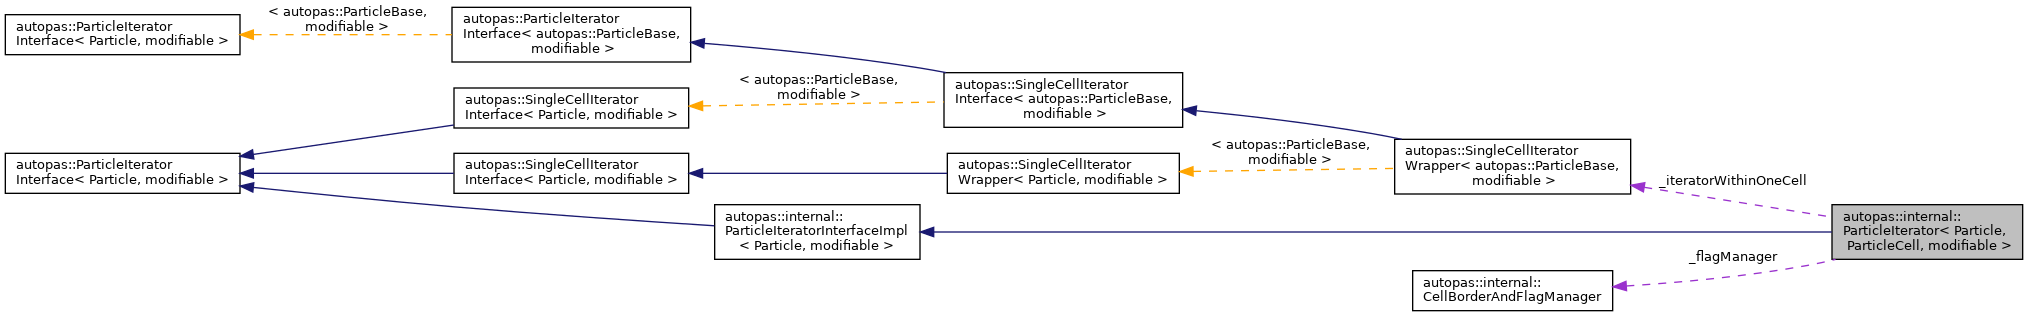 autopas::ParticleIterator
Interface< Particle, modifiable >
< autopas::ParticleBase,
modifiable >
autopas::ParticleIterator
Interface< autopas::ParticleBase,
modifiable >
autopas::SingleCellIterator
Interface< Particle, modifiable >
< autopas::ParticleBase,
modifiable >
autopas::SingleCellIterator
Interface< autopas::ParticleBase,
modifiable >
autopas::ParticleIterator
Interface< Particle, modifiable >
autopas::SingleCellIterator
Interface< Particle, modifiable >
autopas::SingleCellIterator
Wrapper< Particle, modifiable >
< autopas::ParticleBase,
modifiable >
autopas::SingleCellIterator
Wrapper< autopas::ParticleBase,
modifiable >
_iteratorWithinOneCell
autopas::internal::
ParticleIteratorInterfaceImpl
< Particle, modifiable >
autopas::internal::
ParticleIterator< Particle,
ParticleCell, modifiable >
_flagManager
autopas::internal::
CellBorderAndFlagManager